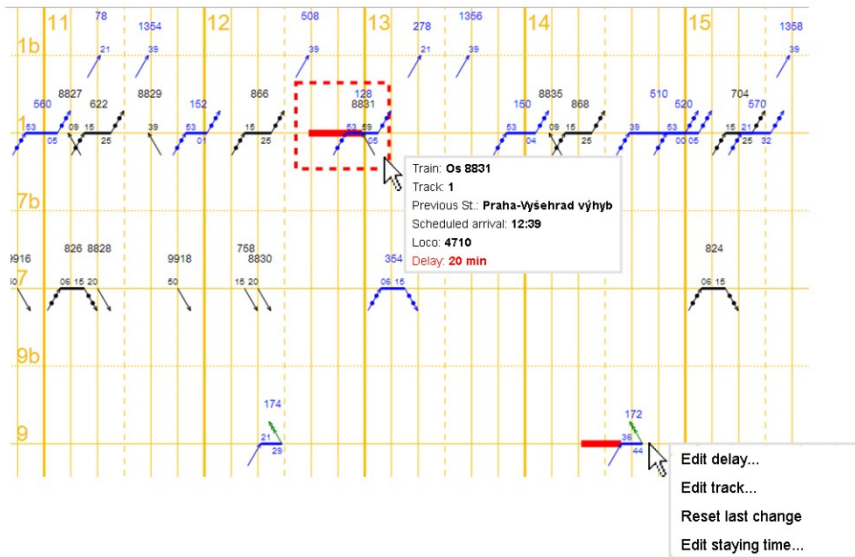 11 12 13 14 15
78 1354 508 278 1356 1358
1b 21 39 39 21 39 39
8827 8829 866 128 8835 704
560 622 152 8831 150 868 510 520 570
1 53 09 15 39 53 15 53 59 53 09 15 39 53 15 21
05 25 01 25 05 04 25 00 05 25 32
Train: Os 8831
Track: 1
Previous St.: Praha-Vyšehrad výhyb
Scheduled arrival: 12:39
Loco: 4710
Delay: 20 min
7b
9916 826 8828 9918 758 8830 354 824
7 06 15 20 50 15 20 06 15 06 15
9b
174 172
9 21 36
29 44
Edit delay...
Edit track...
Reset last change
Edit staying time...